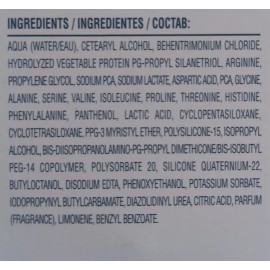 INGREDIENTS / INGREDIENTES / COCTAB:
AQUA (WATER/EAU), CETEARYL ALCOHOL, BEHENTRIMONIUM CHLORIDE,
HYDROLYZED VEGETABLE PROTEIN PG-PROPYL SILANETRIOL, ARGININE,
PROPYLENE GLYCOL, SODIUM PCA, SODIUM LACTATE, ASPARTIC ACID, PCA, GLYCINE,
ALANINE, SERINE, VALINE, ISOLEUCINE, PROLINE, THREONINE, HISTIDINE,
PHENYLALANINE, PANTHENOL, LACTIC ACID, CYCLOPENTASILOXANE,
CYCLOTETRASILOXANE, PPG-3 MYRISTYL ETHER, POLYSILICONE-15, ISOPROPYL
ALCOHOL, BIS-DIISOPROPANOLAMINO-PG-PROPYL DIMETHICONE/BIS-ISOBUTYL
PEG-14 COPOLYMER, POLYSORBATE 20, SILICONE QUATERNIUM-22,
BUTYLOCTANOL, DISODIUM EDTA, PHENOXYETHANOL, POTASSIUM SORBATE,
IODOPROPYNYL BUTYLCARBAMATE, DIAZOLIDINYL UREA, CITRIC ACID, PARFUM
(FRAGRANCE), LIMONENE, BENZYL BENZOATE.